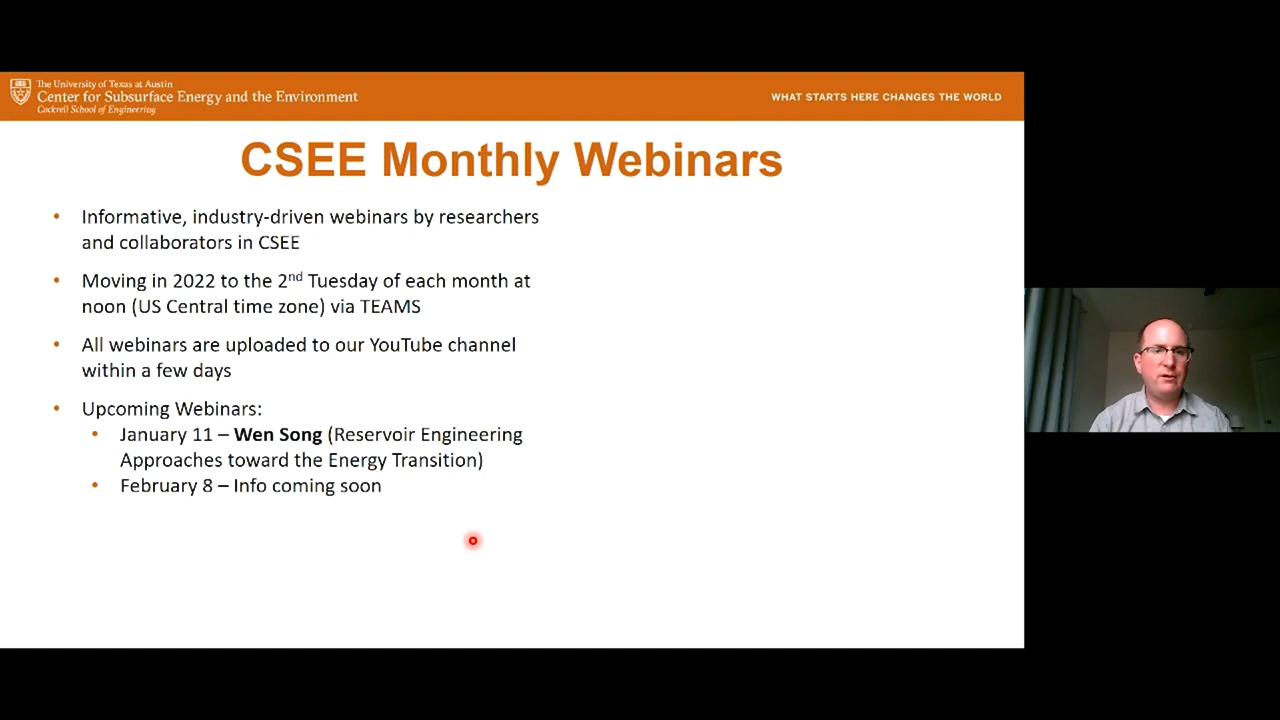 The University of Texas at Austin
Center for Subsurface Energy and the Environment
Cockrell School of Engineering
WHAT STARTS HERE CHANGES THE WORLD
CSEE Monthly Webinars
• Informative, industry-driven webinars by researchers
and collaborators in CSEE
• Moving in 2022 to the 2nd Tuesday of each month at
noon (US Central time zone) via TEAMS
• All webinars are uploaded to our YouTube channel
within a few days
• Upcoming Webinars:
• January 11 – Wen Song (Reservoir Engineering
Approaches toward the Energy Transition)
• February 8 – Info coming soon